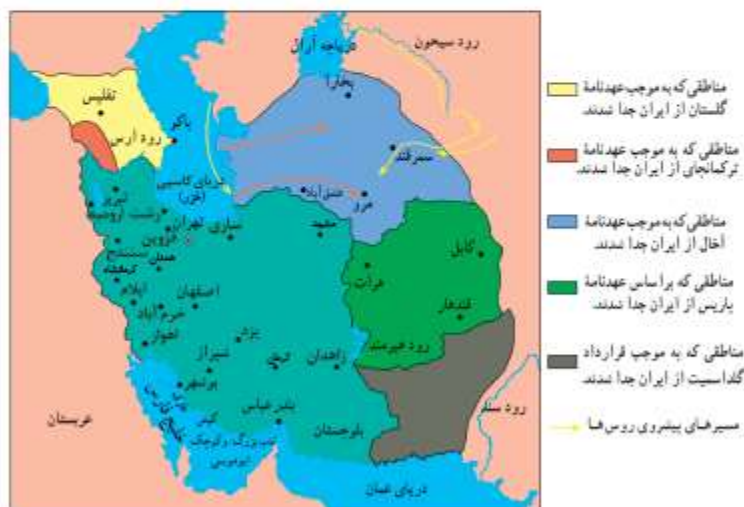 دریاچه آرال
رود سیحون
بخارا
تفلیس
باکو
رود ارس
سمرقند
دریای کاسپی
(خزر)
عشق‌آباد
مرو
تبریز
رشت
ارومیه
تهران
ساری
مشهد
قزوین
سنندج
همدان
کرمانشاه
کابل
هرات
ایلام
اصفهان
خرم‌آباد
قندهار
اهواز
یزد
رود هیرمند
شیراز
کرمان
زاهدان
بوشهر
رود سند
بندرعباس
کیش
بلوچستان
عربستان
تنب بزرگ و کوچک
ابوموسی
دریای عمان
مناطقی که به موجب عهدنامهٔ
گلستان از ایران جدا شدند.
مناطقی که به موجب عهدنامهٔ
ترکمانچای از ایران جدا شدند.
مناطقی که به موجب عهدنامهٔ
آخال از ایران جدا شدند.
مناطقی که براساس عهدنامهٔ
پاریس از ایران جدا شدند.
مناطقی که به موجب قرارداد
گلداسمیت از ایران جدا شدند.
مسیرهای پیشروی روس‌ها